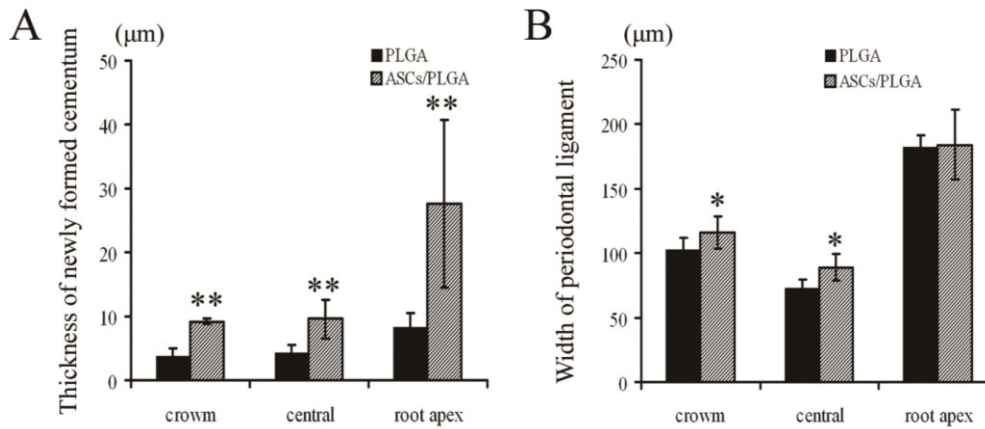 A
(μm)
Thickness of newly formed cementum
PLGA
ASCs/PLGA
50
40
30
20
10
0
**
**
**
crowm
central
root apex
B
(μm)
Width of periodontal ligament
PLGA
ASCs/PLGA
250
200
150
100
50
0
*
*
crowm
central
root apex